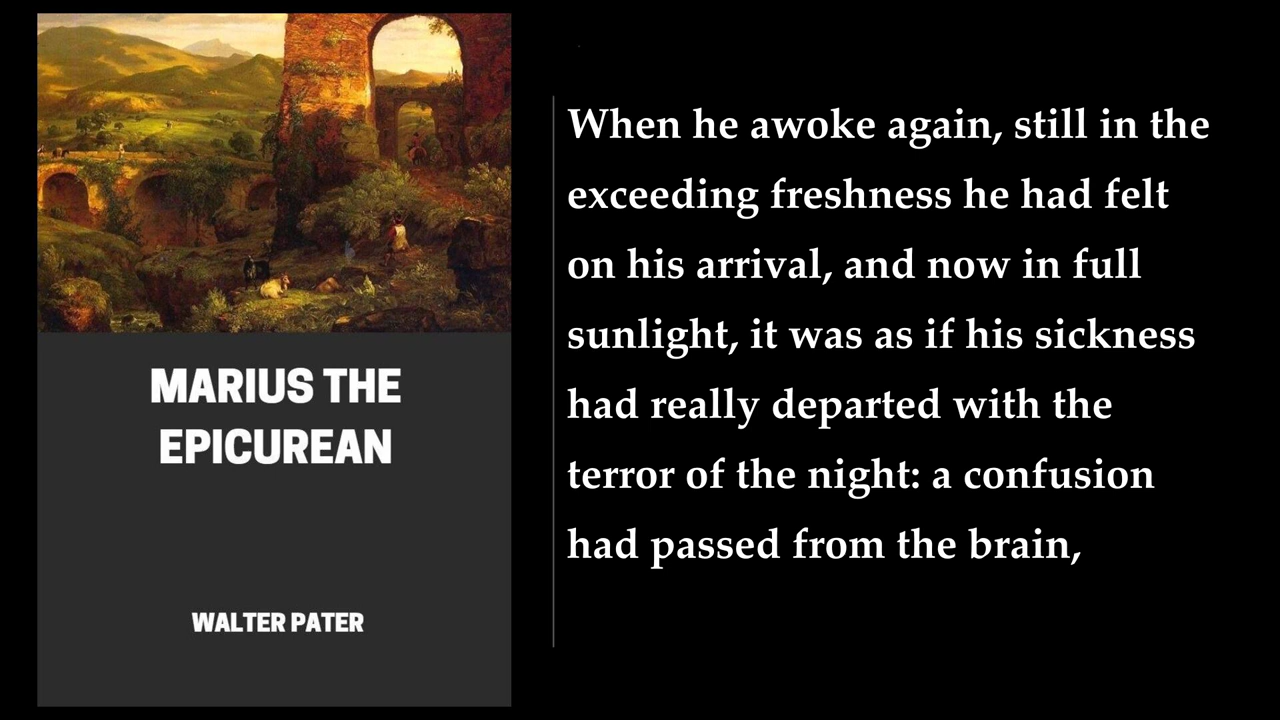 MARIUS THE
EPICUREAN
WALTER PATER
When he awoke again, still in the
exceeding freshness he had felt
on his arrival, and now in full
sunlight, it was as if his sickness
had really departed with the
terror of the night: a confusion
had passed from the brain,